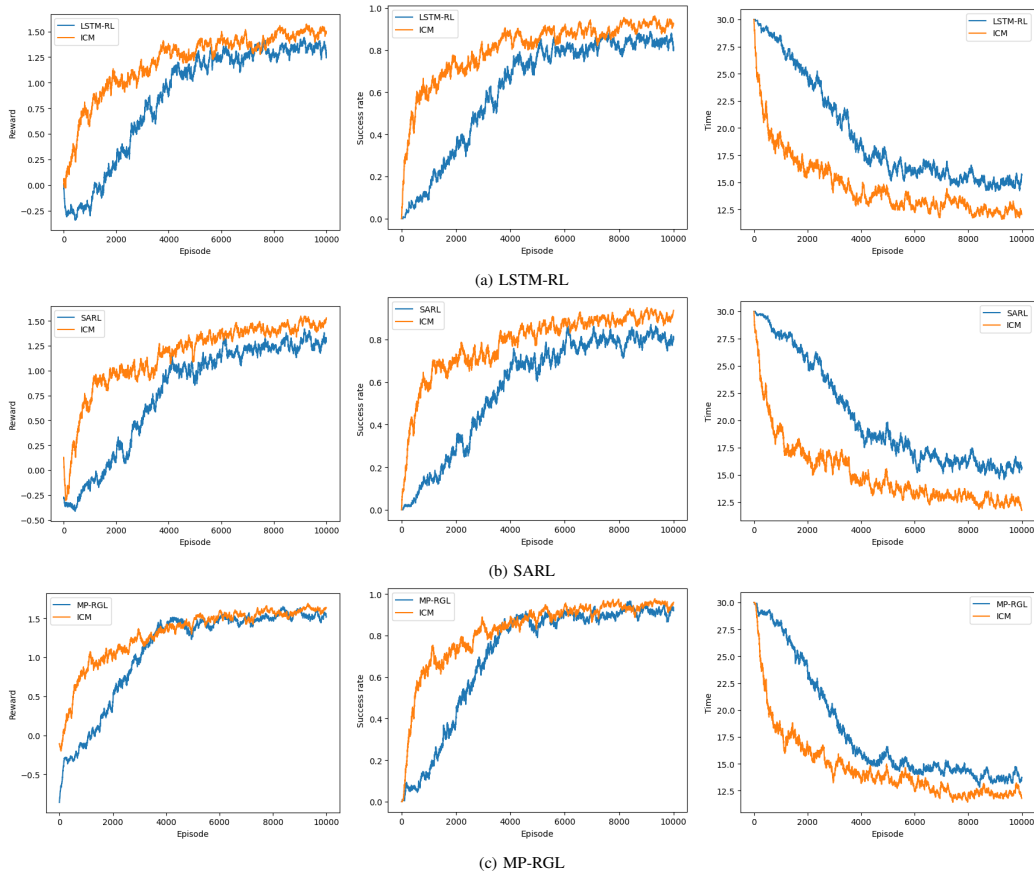 LSTM-RL
ICM
1.50
1.25
1.00
0.75
0.50
0.25
0.00
−0.25
Reward
0 2000 4000 6000 8000 10000
Episode
LSTM-RL
ICM
1.0
0.8
0.6
0.4
0.2
0.0
Success rate
0 2000 4000 6000 8000 10000
Episode
LSTM-RL
ICM
30.0
27.5
25.0
22.5
20.0
17.5
15.0
12.5
Time
0 2000 4000 6000 8000 10000
Episode
(a) LSTM-RL
SARL
ICM
1.50
1.25
1.00
0.75
0.50
0.25
0.00
−0.25
−0.50
Reward
0 2000 4000 6000 8000 10000
Episode
SARL
ICM
0.8
0.6
0.4
0.2
0.0
Success rate
0 2000 4000 6000 8000 10000
Episode
SARL
ICM
30.0
27.5
25.0
22.5
20.0
17.5
15.0
12.5
Time
0 2000 4000 6000 8000 10000
Episode
(b) SARL
MP-RGL
ICM
1.5
1.0
0.5
0.0
−0.5
Reward
0 2000 4000 6000 8000 10000
Episode
MP-RGL
ICM
1.0
0.8
0.6
0.4
0.2
0.0
Success rate
0 2000 4000 6000 8000 10000
Episode
MP-RGL
ICM
30.0
27.5
25.0
22.5
20.0
17.5
15.0
12.5
Time
0 2000 4000 6000 8000 10000
Episode
(c) MP-RGL